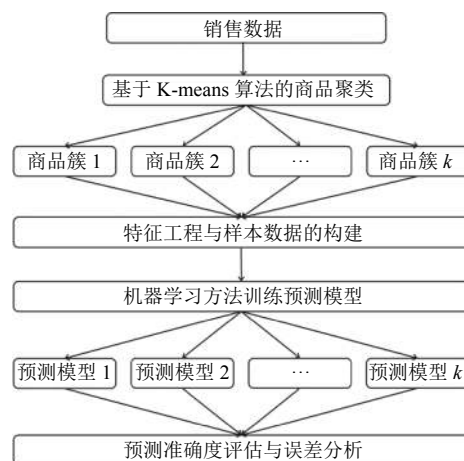 销售数据
基于 K-means 算法的商品聚类
商品簇 1 商品簇 2 … 商品簇 k
特征工程与样本数据的构建
机器学习方法训练预测模型
预测模型 1 预测模型 2 … 预测模型 k
预测准确度评估与误差分析